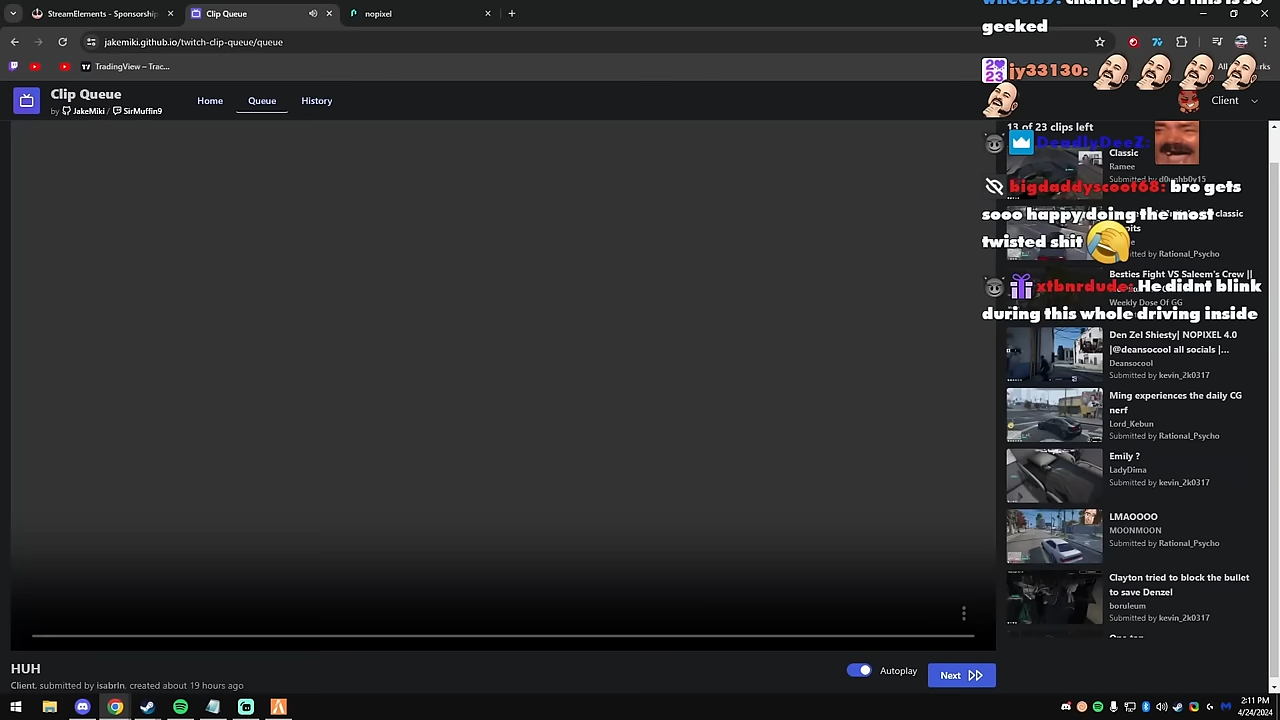 StreamElements - Sponsorship
Clip Queue
nopixel
jakemiki.github.io/twitch-clip-queue/queue
TradingView – Trac...
All
rks
Clip Queue
by JakeMiki / SirMuffin9
Home
Queue
History
Client
geeked
jy33130:
13 of 23 clips left
DeadlyDeeZ:
Classic
Ramee
Submitted by
bigdaddyscoot68: bro gets
sooo happy doing the most
twisted shit
classic
Submitted by Rational_Psycho
Besties Fight VS Saleem's Crew ||
xtbnrdude: He didnt blink
Weekly Dose Of GG
during this whole driving inside
Den Zel Shiesty| NOPIXEL 4.0
|@deansocool all socials |...
Deansocool
Submitted by kevin_2k0317
Ming experiences the daily CG
nerf
Lord_Kebun
Submitted by Rational_Psycho
Emily ?
LadyDima
Submitted by kevin_2k0317
LMAOOOO
MOONMOON
Submitted by Rational_Psycho
Clayton tried to block the bullet
to save Denzel
boruleum
Submitted by kevin_2k0317
HUH
Client, submitted by isabrln, created about 19 hours ago
Autoplay
Next
2:11 PM
4/24/2024